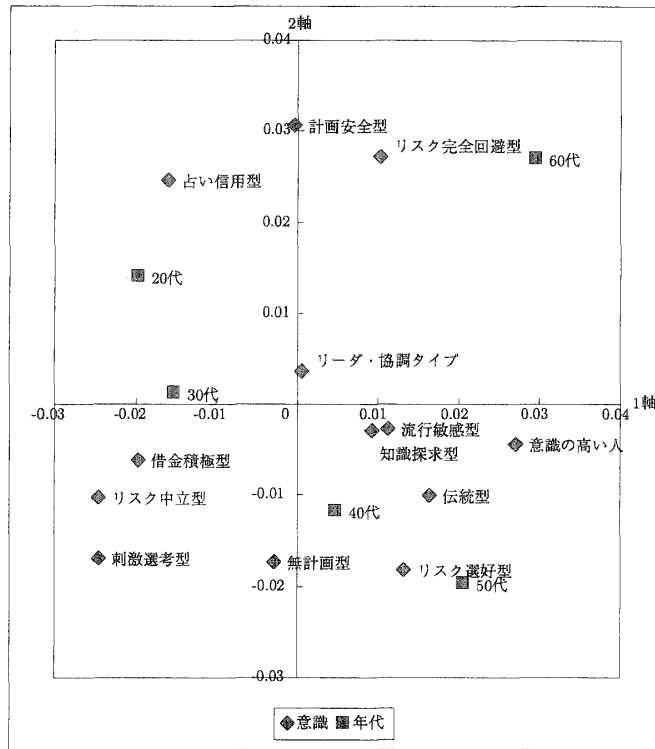 2軸
0.04
0.03
計画安全型
リスク完全回避型
60代
占い信用型
0.02
20代
0.01
リーダ・協調タイプ
30代
-0.03
-0.02
-0.01
0
0.01
0.02
0.03
0.04
1軸
流行敏感型
知識探求型
意識の高い人
借金積極型
リスク中立型
-0.01
伝統型
40代
刺激選考型
無計画型
リスク選好型
-0.02
50代
-0.03
意識 年代